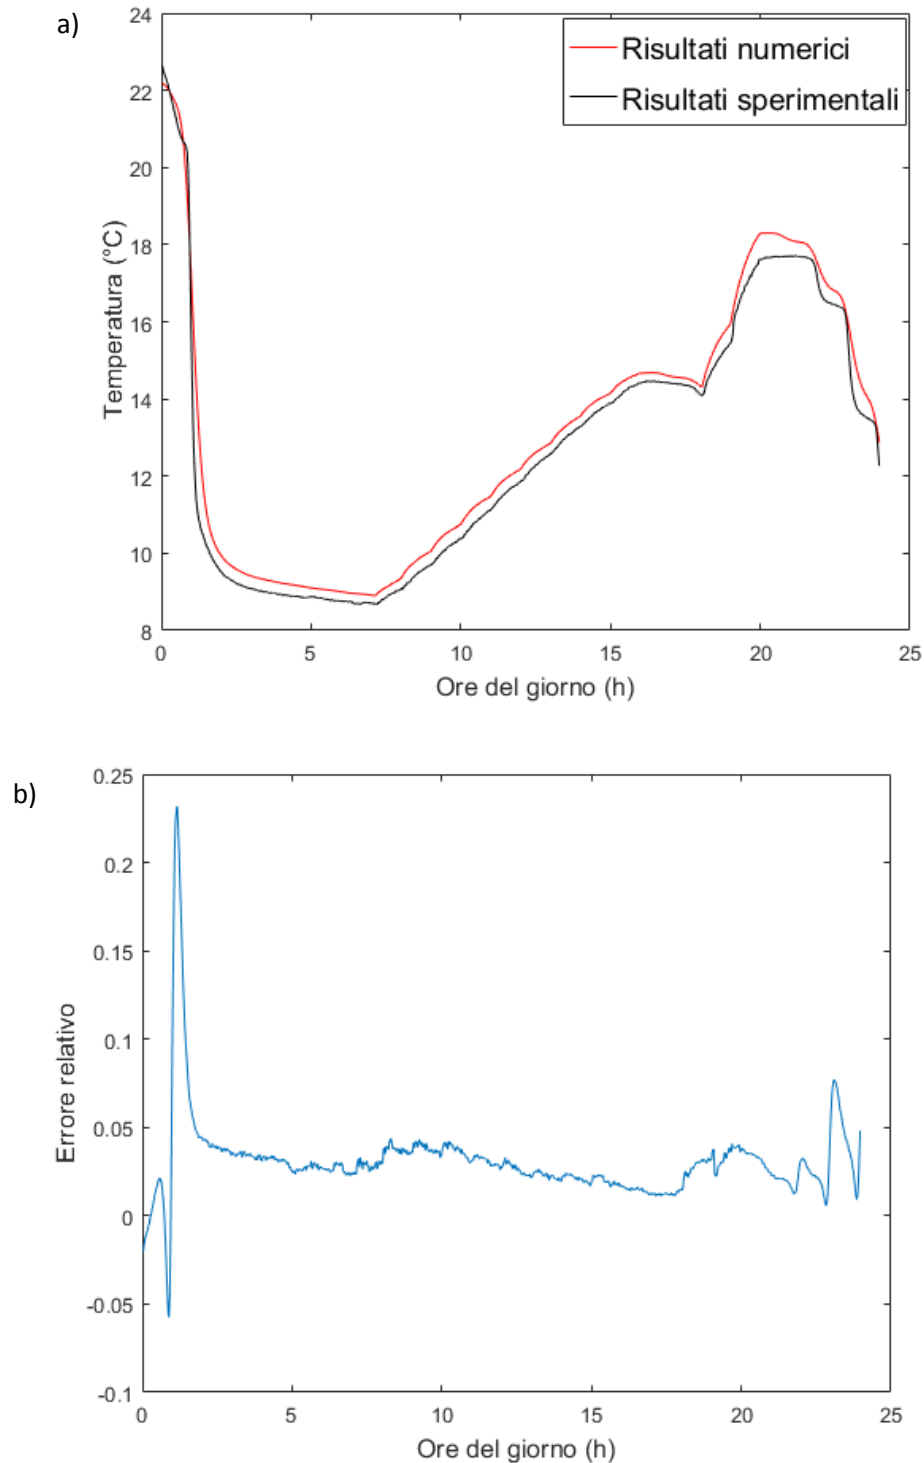 a)
24
22
20
18
16
14
12
10
8
Temperatura (°C)
Risultati numerici
Risultati sperimentali
0 5 10 15 20 25
Ore del giorno (h)
b)
0.25
0.2
0.15
0.1
0.05
0
-0.05
-0.1
Errore relativo
0 5 10 15 20 25
Ore del giorno (h)